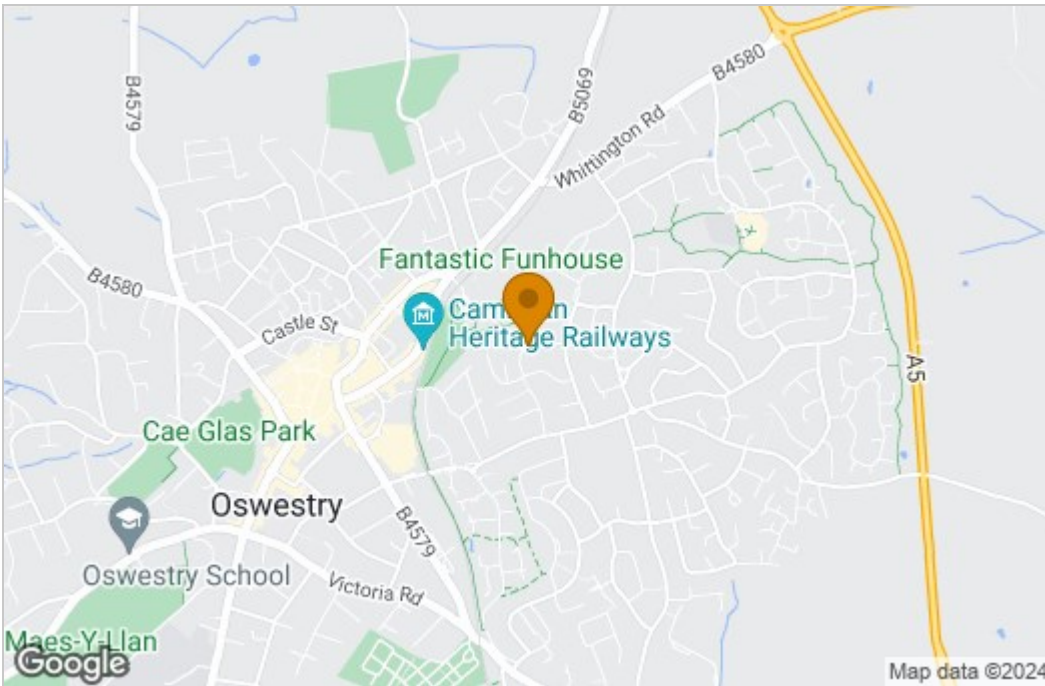 B4580
B4579
B5069
Whittington Rd
Fantastic Funhouse
B4580
Castle St
Heritage Railways
A5
Cae Glas Park
Oswestry
B4579
Oswestry School
Victoria Rd
Maes-Y-Llan
Google
Map data ©2024